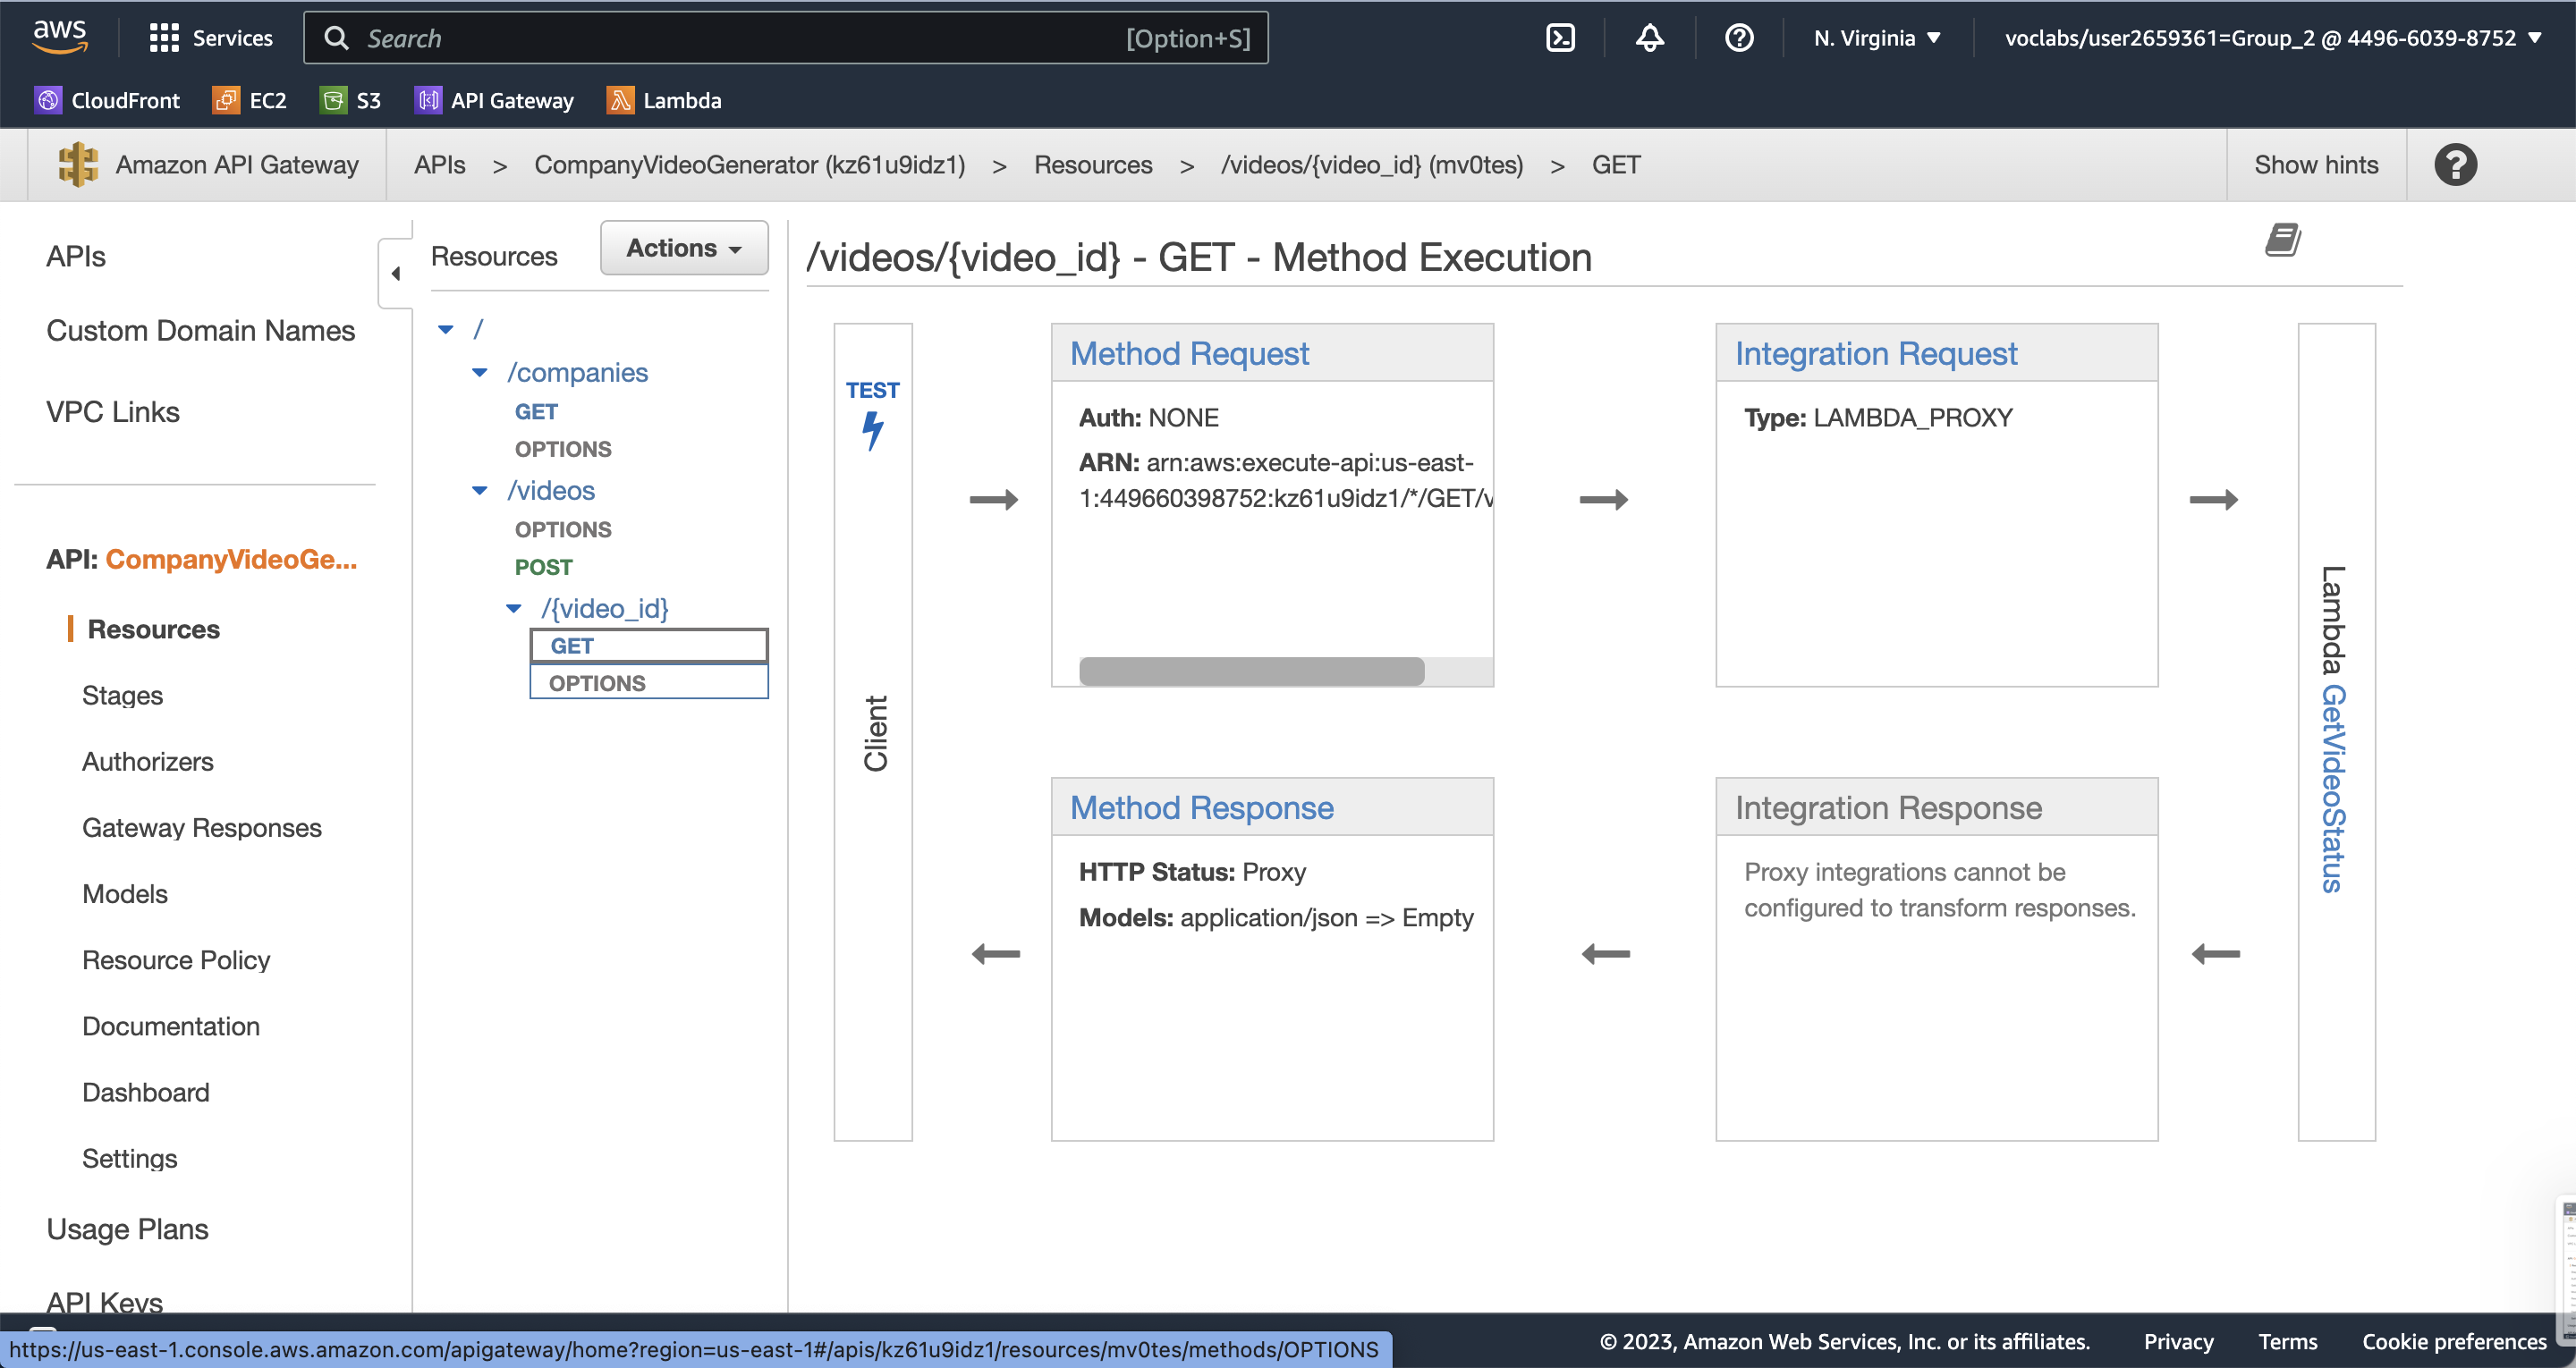 aws
Services
Search
[Option+S]
N. Virginia
voclabs/user2659361=Group_2 @ 4496-6039-8752
CloudFront
EC2
S3
API Gateway
Lambda
Amazon API Gateway
APIs > CompanyVideoGenerator (kz61u9idz1) > Resources > /videos/{video_id} (mv0tes) > GET
Show hints
APIs
Custom Domain Names
VPC Links
API: CompanyVideoGe...
Resources
Stages
Authorizers
Gateway Responses
Models
Resource Policy
Documentation
Dashboard
Settings
Usage Plans
API Keys
Resources
Actions
/
/companies
GET
OPTIONS
/videos
OPTIONS
POST
/{video_id}
GET
OPTIONS
/videos/{video_id} - GET - Method Execution
TEST
Client
Method Request
Auth: NONE
ARN: arn:aws:execute-api:us-east-
1:449660398752:kz61u9idz1/*/GET/v
Integration Request
Type: LAMBDA_PROXY
Lambda GetVideoStatus
Method Response
HTTP Status: Proxy
Models: application/json => Empty
Integration Response
Proxy integrations cannot be
configured to transform responses.
https://us-east-1.console.aws.amazon.com/apigateway/home?region=us-east-1#/apis/kz61u9idz1/resources/mv0tes/methods/OPTIONS
© 2023, Amazon Web Services, Inc. or its affiliates.
Privacy
Terms
Cookie preferences